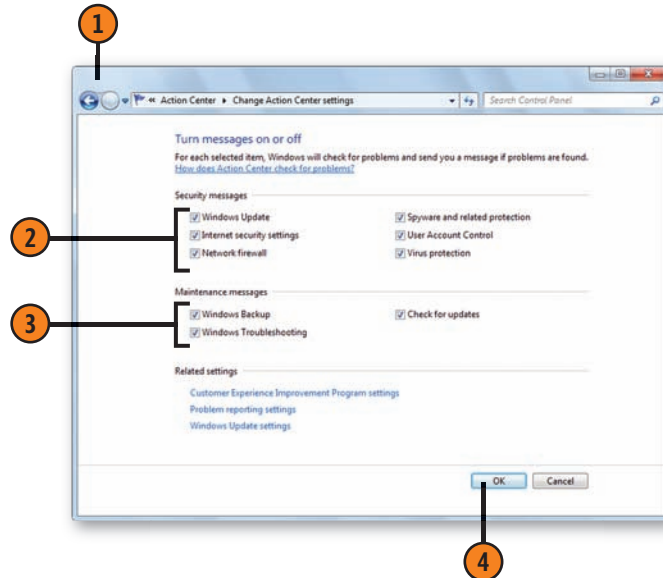 1
« Action Center ▸ Change Action Center settings
Search Control Panel
Turn messages on or off
For each selected item, Windows will check for problems and send you a message if problems are found.
How does Action Center check for problems?
Security messages
Windows Update
Spyware and related protection
2
Internet security settings
User Account Control
Network firewall
Virus protection
Maintenance messages
3
Windows Backup
Check for updates
Windows Troubleshooting
Related settings
Customer Experience Improvement Program settings
Problem reporting settings
Windows Update settings
OK
Cancel
4